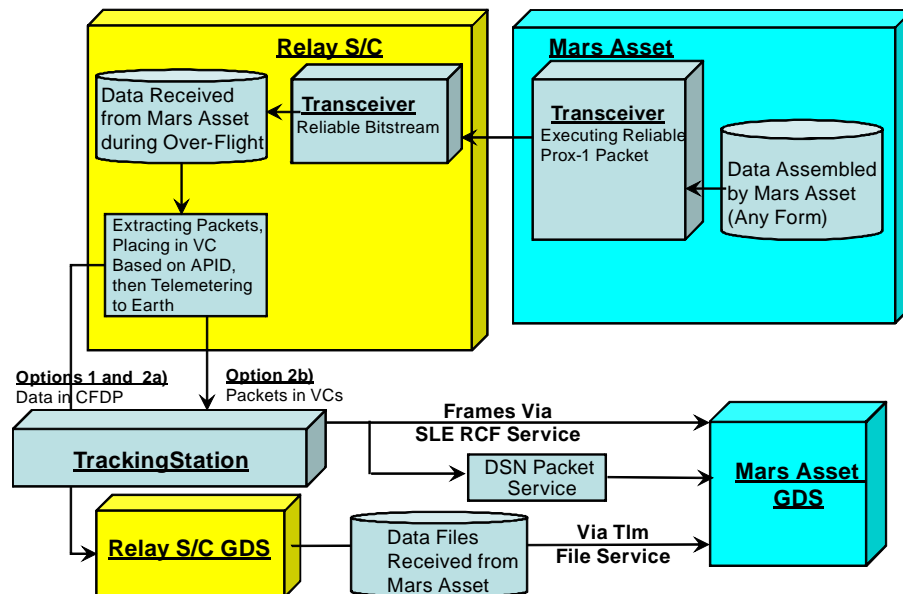 Relay S/C
Mars Asset
Data Received
from Mars Asset
during Over-Flight
Transceiver
Reliable Bitstream
Transceiver
Executing Reliable
Prox-1 Packet
Data Assembled
by Mars Asset
(Any Form)
Extracting Packets,
Placing in VC
Based on APID,
then Telemetering
to Earth
Options 1 and 2a)
Data in CFDP
Option 2b)
Packets in VCs
Frames Via
SLE RCF Service
TrackingStation
DSN Packet
Service
Mars Asset
GDS
Relay S/C GDS
Data Files
Received from
Mars Asset
Via Tlm
File Service